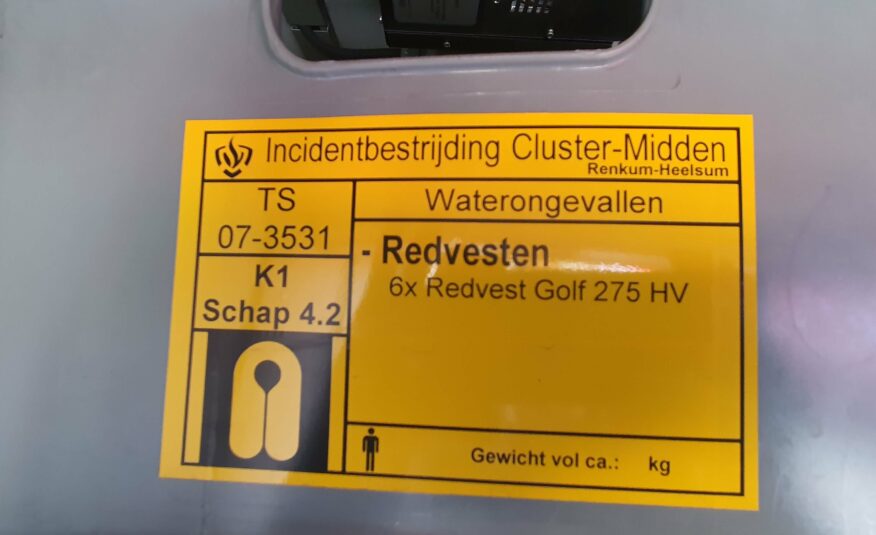 Incidentbestrijding Cluster-Midden
Renkum-Heelsum
TS
07-3531
K1
Schap 4.2
Waterongevallen
- Redvesten
6x Redvest Golf 275 HV
Gewicht vol ca.: kg